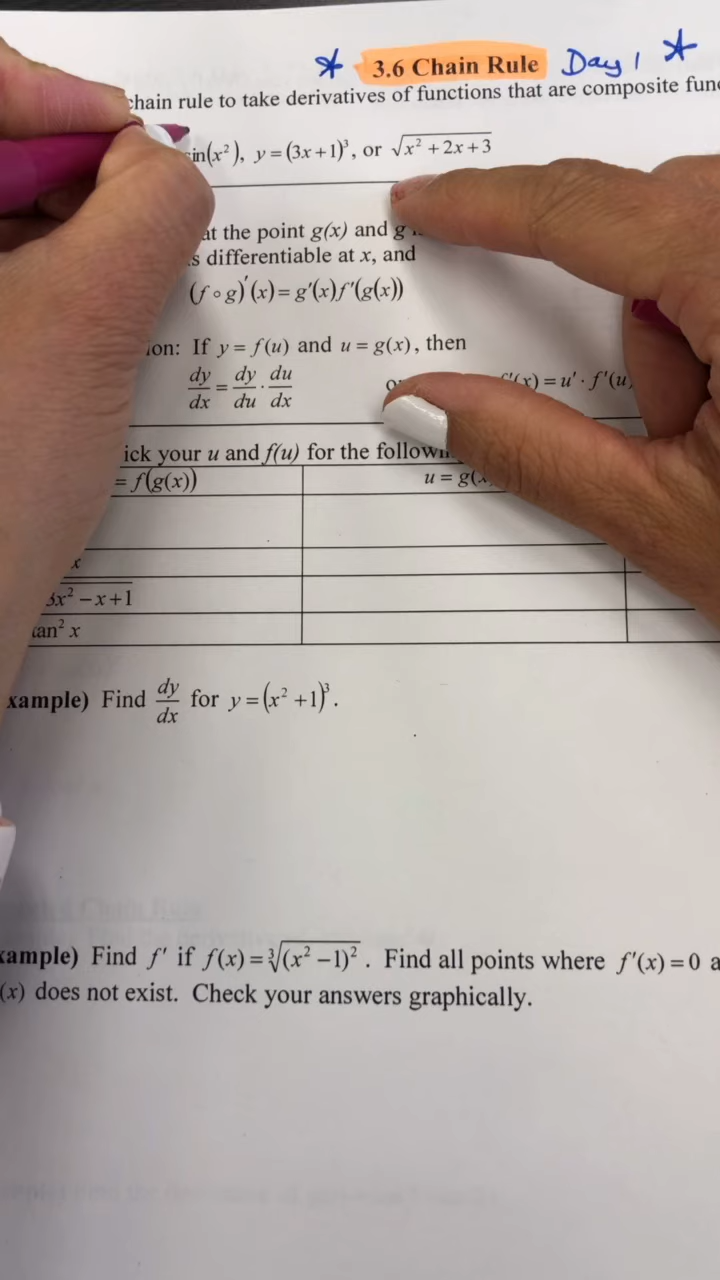 * 3.6 Chain Rule Day 1 *
chain rule to take derivatives of functions that are composite
in(x²), y = (3x+1)³, or √(x² + 2x + 3)
at the point g(x) and g
s differentiable at x, and
(f ∘ g)′(x) = g′(x)f′(g(x))
ion: If y = f(u) and u = g(x), then
dy/dx = dy/du · du/dx f′(x) = u′ · f′(u)
ick your u and f(u) for the
= f(g(x)) u = g(x
x
3x² − x + 1
tan² x
xample) Find dy/dx for y = (x² + 1)³.
xample) Find f′ if f(x) = ∛((x² − 1)²). Find all points where f′(x) = 0 a
(x) does not exist. Check your answers graphically.